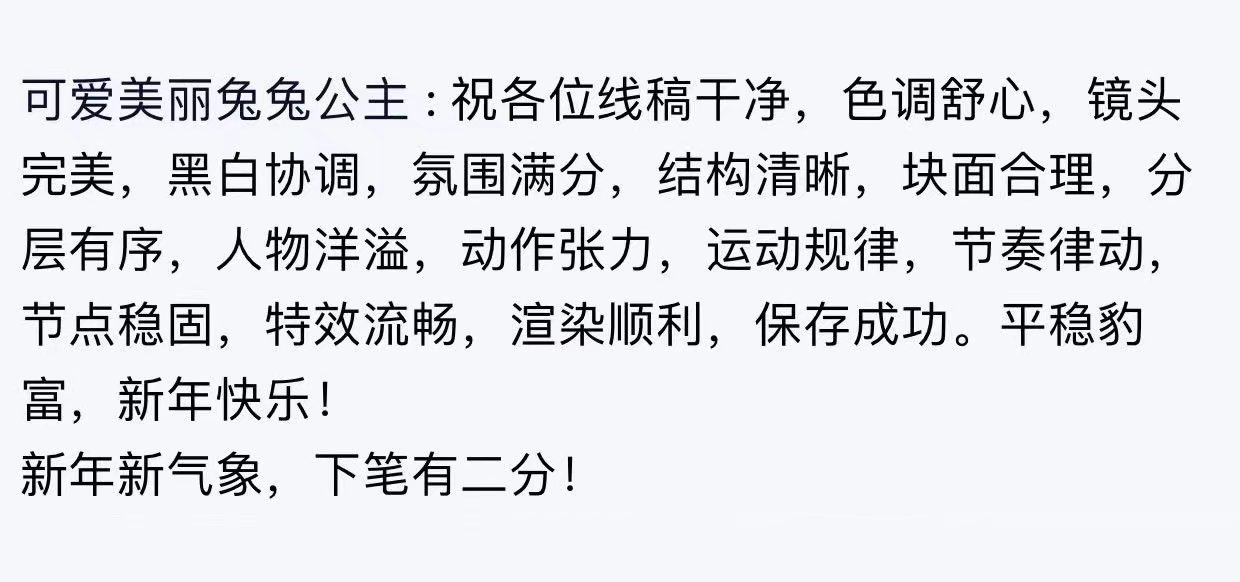 可爱美丽兔兔公主：祝各位线稿干净，色调舒心，镜头
完美，黑白协调，氛围满分，结构清晰，块面合理，分
层有序，人物洋溢，动作张力，运动规律，节奏律动，
节点稳固，特效流畅，渲染顺利，保存成功。平稳豹
富，新年快乐！
新年新气象，下笔有二分！